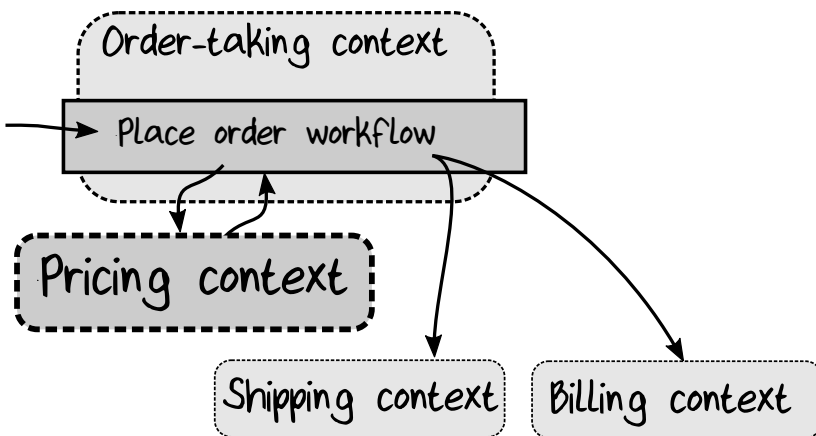 Order-taking context
Place order workflow
Pricing context
Shipping context
Billing context